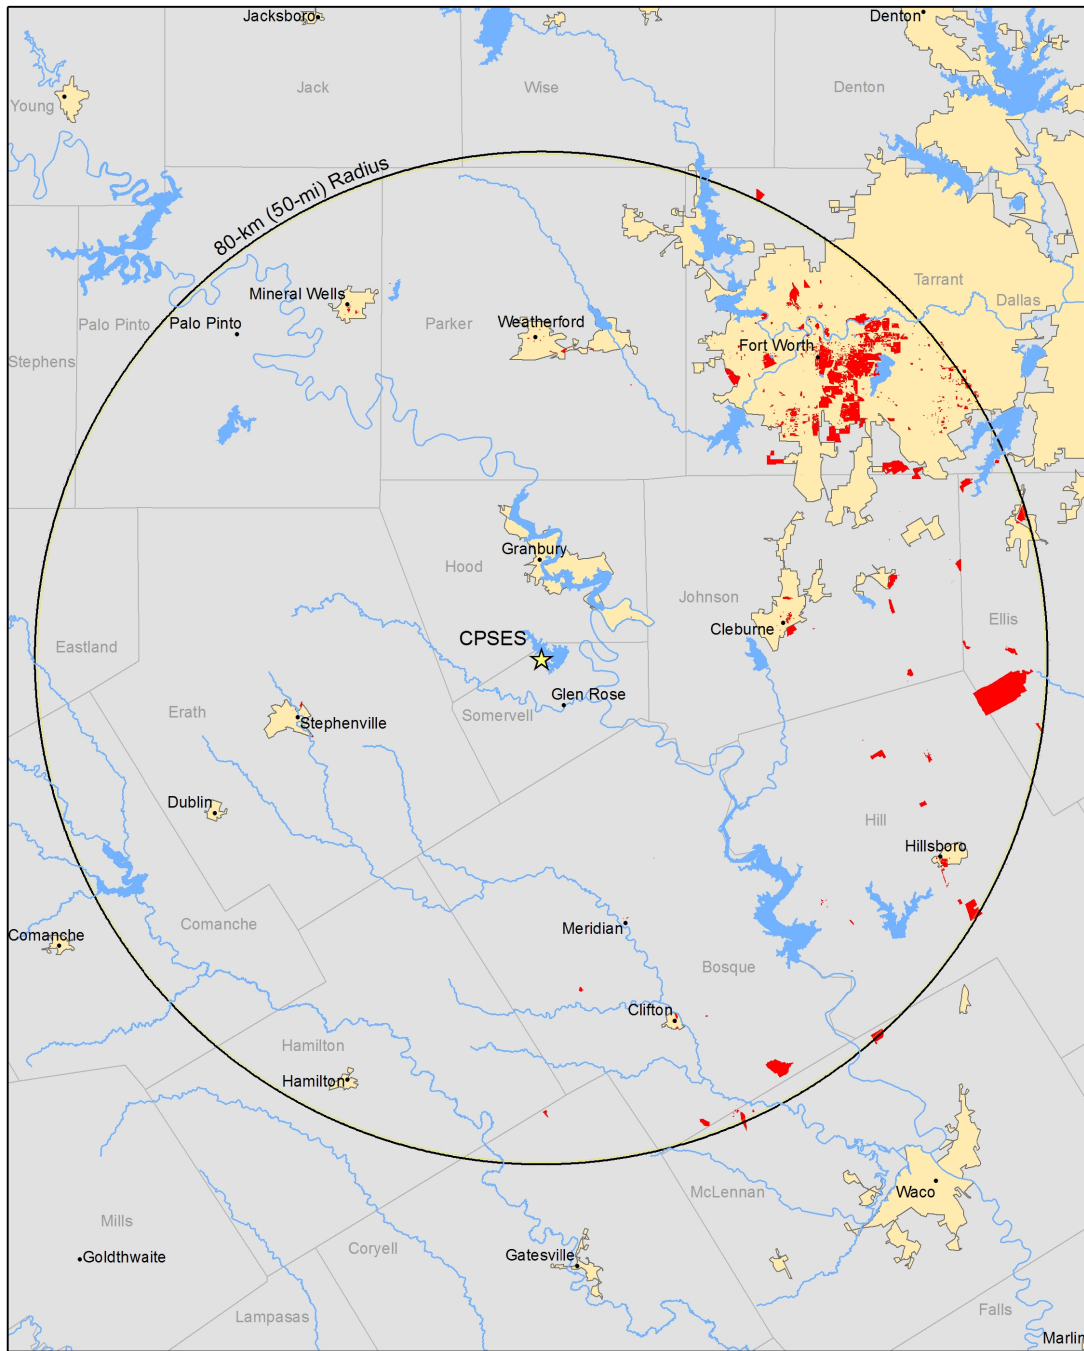 Jacksboro
Denton
Young
Jack
Wise
Denton
80-km (50-mi) Radius
Tarrant
Dallas
Mineral Wells
Palo Pinto
Palo Pinto
Parker
Weatherford
Fort Worth
Stephens
Granbury
Hood
Johnson
Cleburne
Ellis
Eastland
CPSES
Glen Rose
Erath
Stephenville
Somervell
Dublin
Hill
Hillsboro
Comanche
Comanche
Meridian
Bosque
Clifton
Hamilton
Hamilton
McLennan
Waco
Mills
Goldthwaite
Coryell
Gatesville
Lampasas
Falls
Marlin